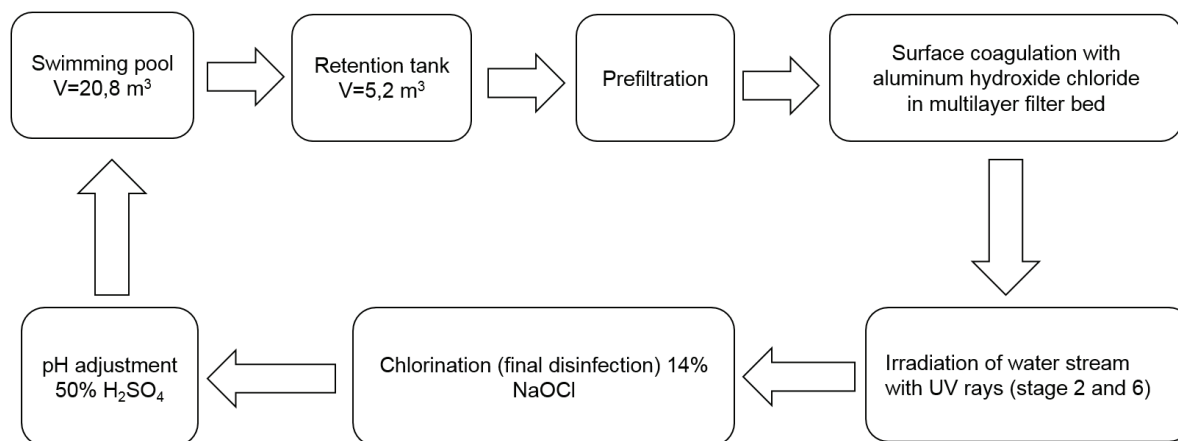 Swimming pool
V=20,8 m³
Retention tank
V=5,2 m³
Prefiltration
Surface coagulation with
aluminum hydroxide chloride
in multilayer filter bed
pH adjustment
50% H₂SO₄
Chlorination (final disinfection) 14%
NaOCl
Irradiation of water stream
with UV rays (stage 2 and 6)